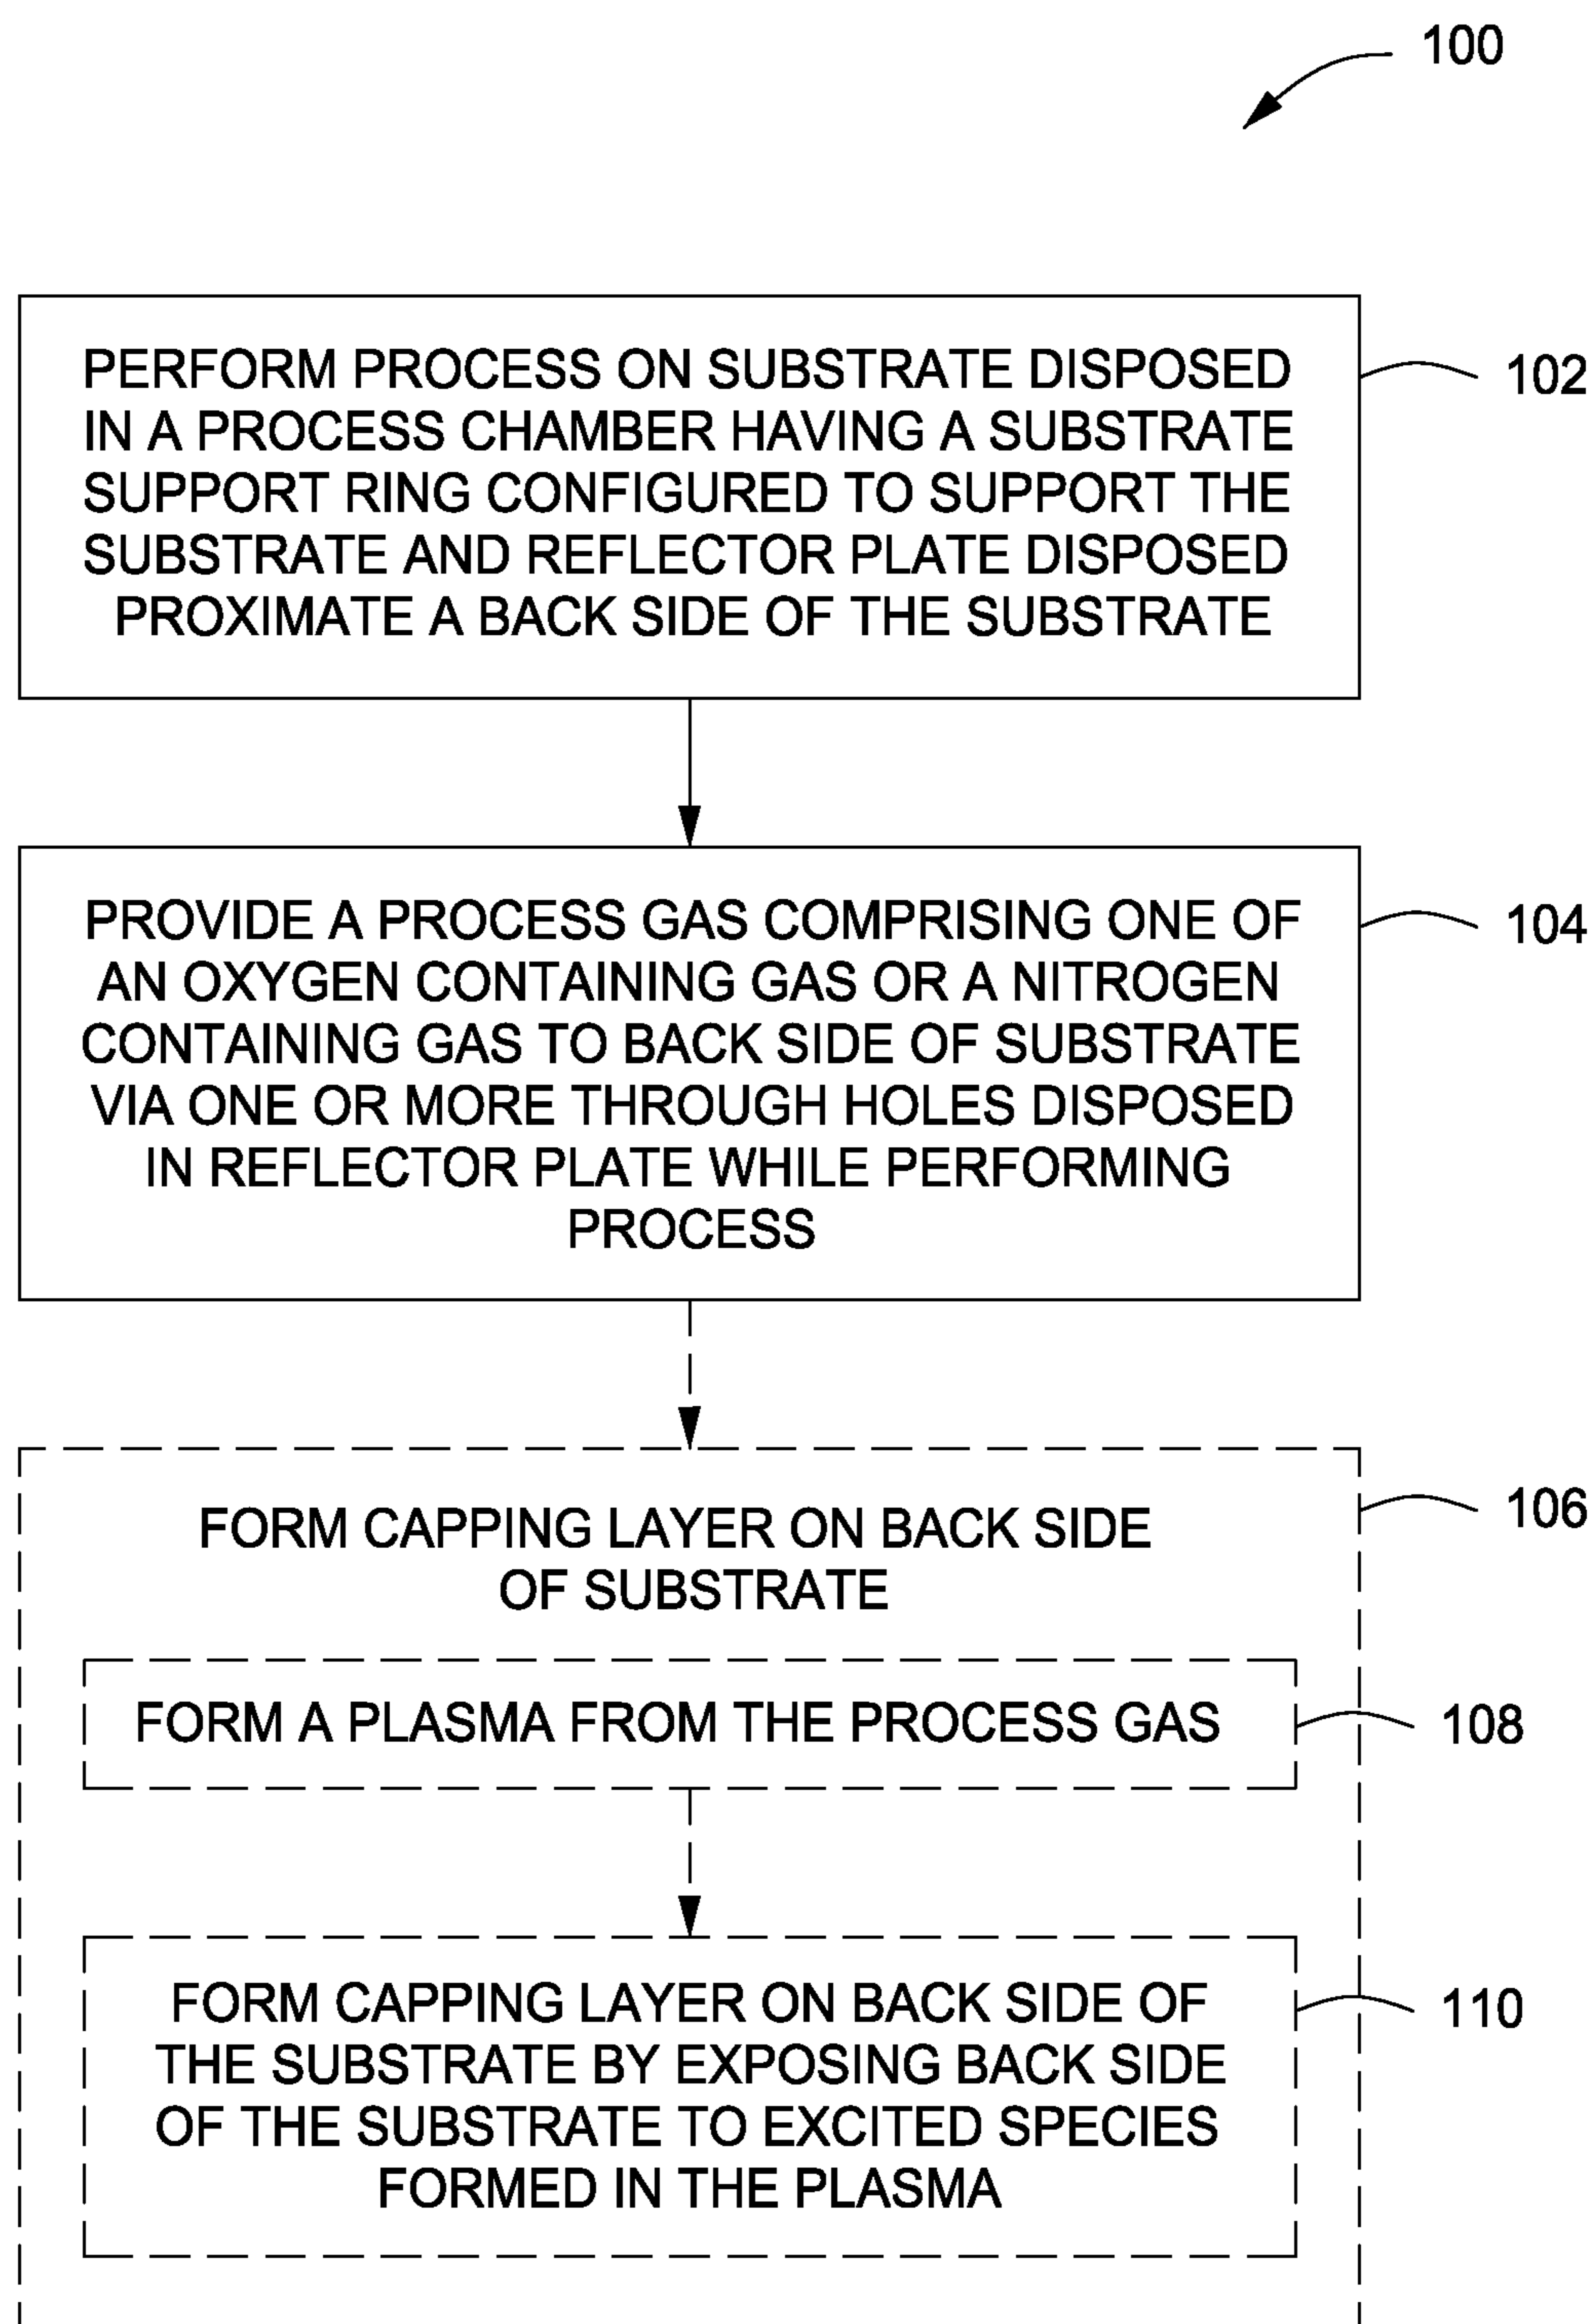 100
PERFORM PROCESS ON SUBSTRATE DISPOSED
IN A PROCESS CHAMBER HAVING A SUBSTRATE
SUPPORT RING CONFIGURED TO SUPPORT THE
SUBSTRATE AND REFLECTOR PLATE DISPOSED
PROXIMATE A BACK SIDE OF THE SUBSTRATE
102
PROVIDE A PROCESS GAS COMPRISING ONE OF
AN OXYGEN CONTAINING GAS OR A NITROGEN
CONTAINING GAS TO BACK SIDE OF SUBSTRATE
VIA ONE OR MORE THROUGH HOLES DISPOSED
IN REFLECTOR PLATE WHILE PERFORMING
PROCESS
104
FORM CAPPING LAYER ON BACK SIDE
OF SUBSTRATE
106
FORM A PLASMA FROM THE PROCESS GAS
108
FORM CAPPING LAYER ON BACK SIDE OF
THE SUBSTRATE BY EXPOSING BACK SIDE
OF THE SUBSTRATE TO EXCITED SPECIES
FORMED IN THE PLASMA
110